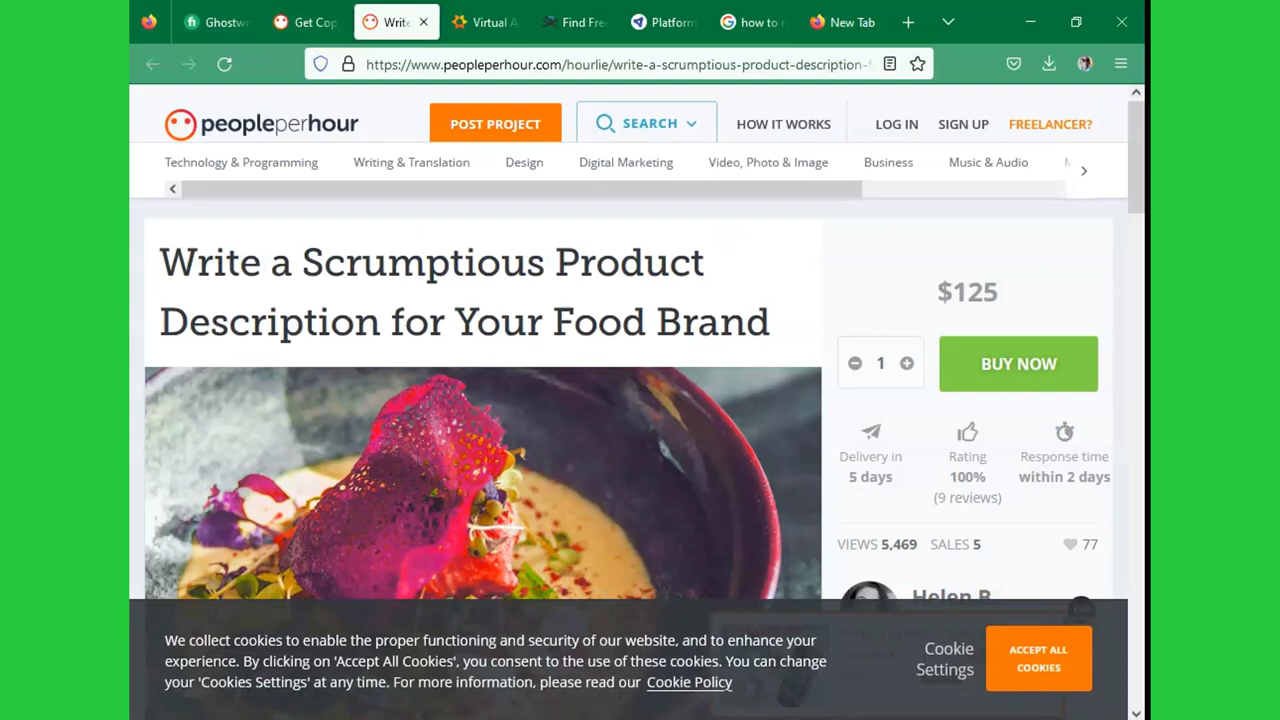 Ghostw
Get Cop
Write
Virtual A
Find Fre
Platform
how to r
New Tab
https://www.peopleperhour.com/hourlie/write-a-scrumptious-product-description-
peopleperhour
POST PROJECT
SEARCH
HOW IT WORKS
LOG IN
SIGN UP
FREELANCER?
Technology & Programming
Writing & Translation
Design
Digital Marketing
Video, Photo & Image
Business
Music & Audio
Write a Scrumptious Product
Description for Your Food Brand
$125
1
BUY NOW
Delivery in
5 days
Rating
100%
(9 reviews)
Response time
within 2 days
VIEWS 5,469
SALES 5
77
Helen B.
We collect cookies to enable the proper functioning and security of our website, and to enhance your
experience. By clicking on 'Accept All Cookies', you consent to the use of these cookies. You can change
your 'Cookies Settings' at any time. For more information, please read our Cookie Policy
Cookie
Settings
ACCEPT ALL
COOKIES